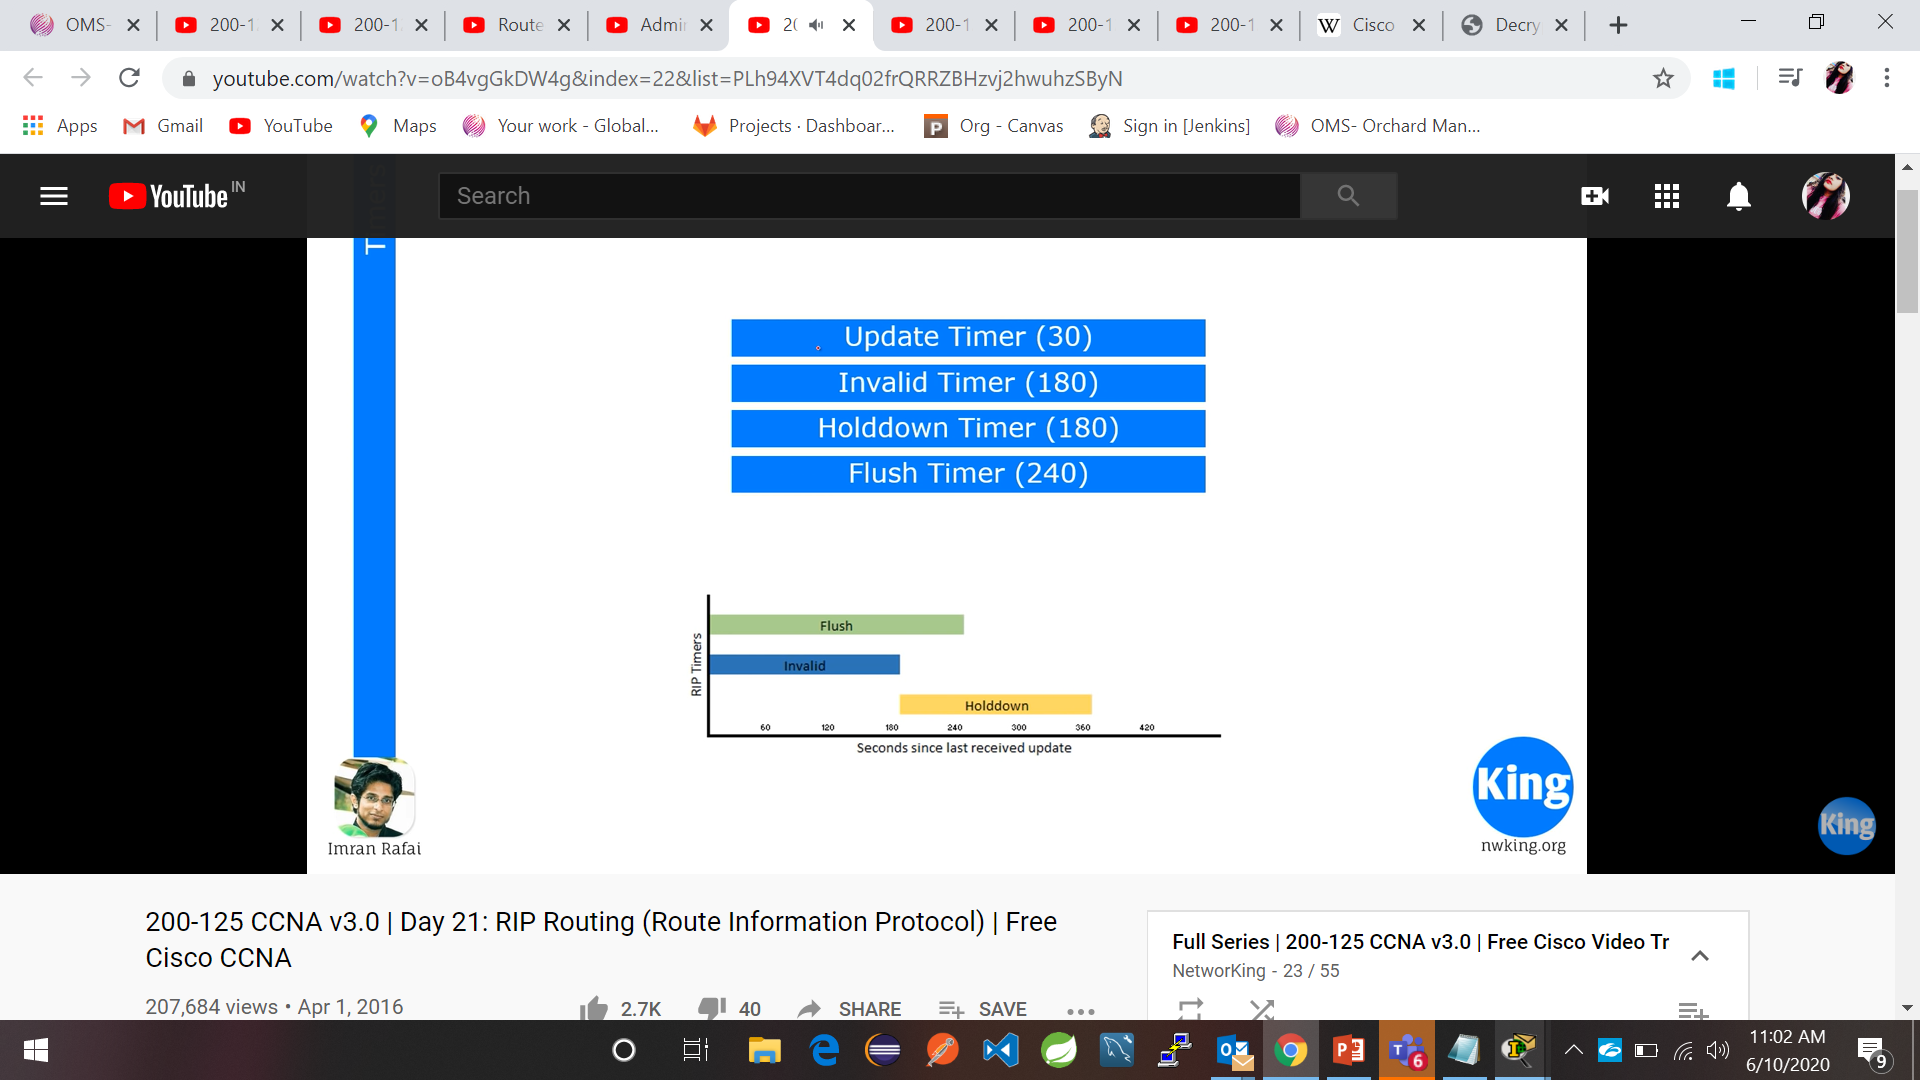 OMS-
200-1
200-1
Route
Admi
20
200-1
200-1
200-1
Cisco
Decry
youtube.com/watch?v=oB4vgGkDW4g&index=22&list=PLh94XVT4dq02frQRRZBHzvj2hwuhzSByN
Apps
Gmail
YouTube
Maps
Your work - Global...
Projects · Dashboar...
Org - Canvas
Sign in [Jenkins]
OMS- Orchard Man...
YouTube IN
Search
Timers
Update Timer (30)
Invalid Timer (180)
Holddown Timer (180)
Flush Timer (240)
RIP Timers
Flush
Invalid
Holddown
60 120 180 240 300 360 420
Seconds since last received update
Imran Rafai
King
nwking.org
King
200-125 CCNA v3.0 | Day 21: RIP Routing (Route Information Protocol) | Free
Cisco CCNA
207,684 views • Apr 1, 2016
2.7K
40
SHARE
SAVE
Full Series | 200-125 CCNA v3.0 | Free Cisco Video Tr
NetworKing - 23 / 55
6
11:02 AM
6/10/2020
9